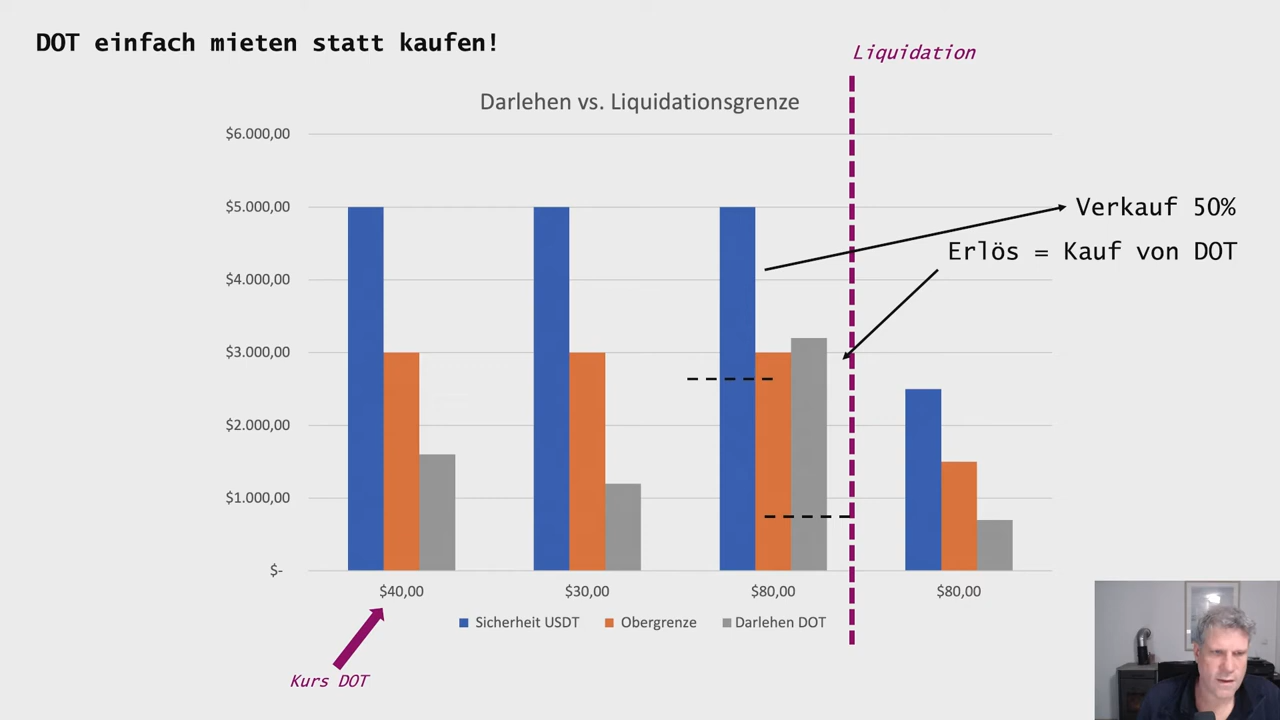 DOT einfach mieten statt kaufen!
Liquidation
Darlehen vs. Liquidationsgrenze
$6.000,00
$5.000,00
$4.000,00
$3.000,00
$2.000,00
$1.000,00
$-
Verkauf 50%
Erlös = Kauf von DOT
$40,00
$30,00
$80,00
$80,00
Sicherheit USDT
Obergrenze
Darlehen DOT
Kurs DOT